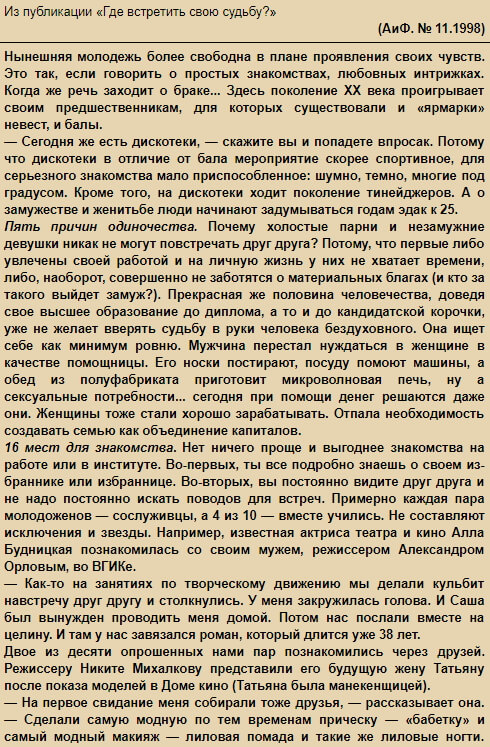 Из публикации «Где встретить свою судьбу?»
(АиФ. № 11.1998)
Нынешняя молодежь более свободна в плане проявления своих чувств.
Это так, если говорить о простых знакомствах, любовных интрижках.
Когда же речь заходит о браке... Здесь поколение XX века проигрывает
своим предшественникам, для которых существовали и «ярмарки»
невест, и балы.
— Сегодня же есть дискотеки, — скажите вы и попадете впросак. Потому
что дискотеки в отличие от бала мероприятие скорее спортивное, для
серьезного знакомства мало приспособленное: шумно, темно, многие под
градусом. Кроме того, на дискотеки ходит поколение тинейджеров. А о
замужестве и женитьбе люди начинают задумываться годам эдак к 25.
Пять причин одиночества. Почему холостые парни и незамужние
девушки никак не могут повстречать друг друга? Потому, что первые либо
увлечены своей работой и на личную жизнь у них не хватает времени,
либо, наоборот, совершенно не заботятся о материальных благах (и кто за
такого выйдет замуж?). Прекрасная же половина человечества, доведя
свое высшее образование до диплома, а то и до кандидатской корочки,
уже не желает вверять судьбу в руки человека бездуховного. Она ищет
себе как минимум ровню. Мужчина перестал нуждаться в женщине в
качестве помощницы. Его носки постирают, посуду помоют машины, а
обед из полуфабриката приготовит микроволновая печь, ну а
сексуальные потребности... сегодня при помощи денег решаются даже
они. Женщины тоже стали хорошо зарабатывать. Отпала необходимость
создавать семью как объединение капиталов.
16 мест для знакомства. Нет ничего проще и выгоднее знакомства на
работе или в институте. Во-первых, ты все подробно знаешь о своем из-
браннике или избраннице. Во-вторых, вы постоянно видите друг друга и
не надо постоянно искать поводов для встреч. Примерно каждая пара
молодоженов — сослуживцы, а 4 из 10 — вместе учились. Не составляют
исключения и звезды. Например, известная актриса театра и кино Алла
Будницкая познакомилась со своим мужем, режиссером Александром
Орловым, во ВГИКе.
— Как-то на занятиях по творческому движению мы делали кульбит
навстречу друг другу и столкнулись. У меня закружилась голова. И Саша
был вынужден проводить меня домой. Потом нас послали вместе на
целину. И там у нас завязался роман, который длится уже 38 лет.
Двое из десяти опрошенных нами пар познакомились через друзей.
Режиссеру Никите Михалкову представили его будущую жену Татьяну
после показа моделей в Доме кино (Татьяна была манекенщицей).
— На первое свидание меня собирали тоже друзья, — рассказывает она.
— Сделали самую модную по тем временам прическу — «бабетку» и
самый модный макияж — лиловая помада и такие же лиловые ногти.